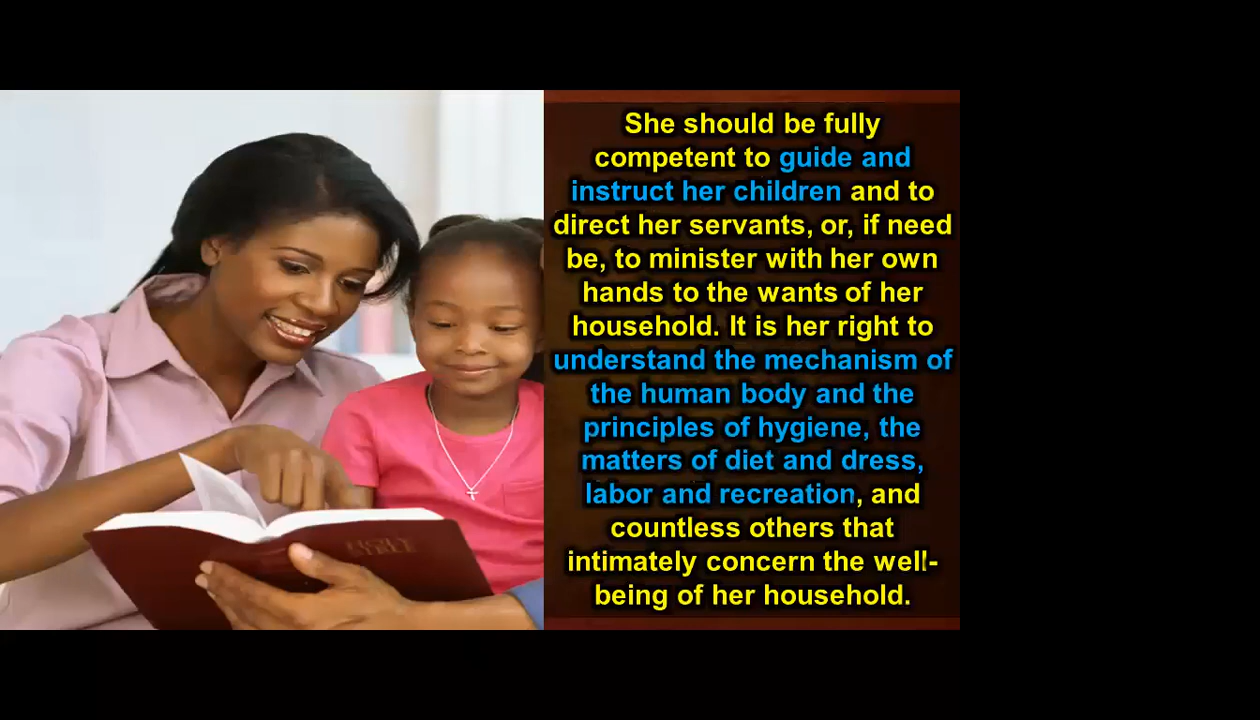 She should be fully
competent to guide and
instruct her children and to
direct her servants, or, if need
be, to minister with her own
hands to the wants of her
household. It is her right to
understand the mechanism of
the human body and the
principles of hygiene, the
matters of diet and dress,
labor and recreation, and
countless others that
intimately concern the well-
being of her household.
HOLY
BIBLE